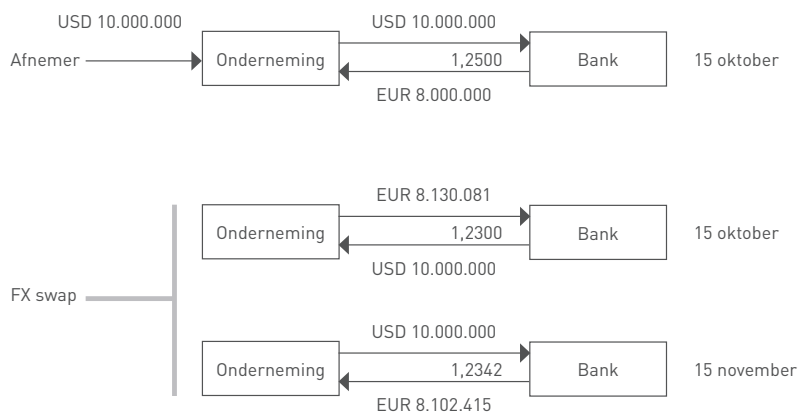 USD 10.000.000 USD 10.000.000
Afnemer Onderneming 1,2500 Bank 15 oktober
EUR 8.000.000
EUR 8.130.081
Onderneming 1,2300 Bank 15 oktober
USD 10.000.000
FX swap
USD 10.000.000
Onderneming 1,2342 Bank 15 november
EUR 8.102.415